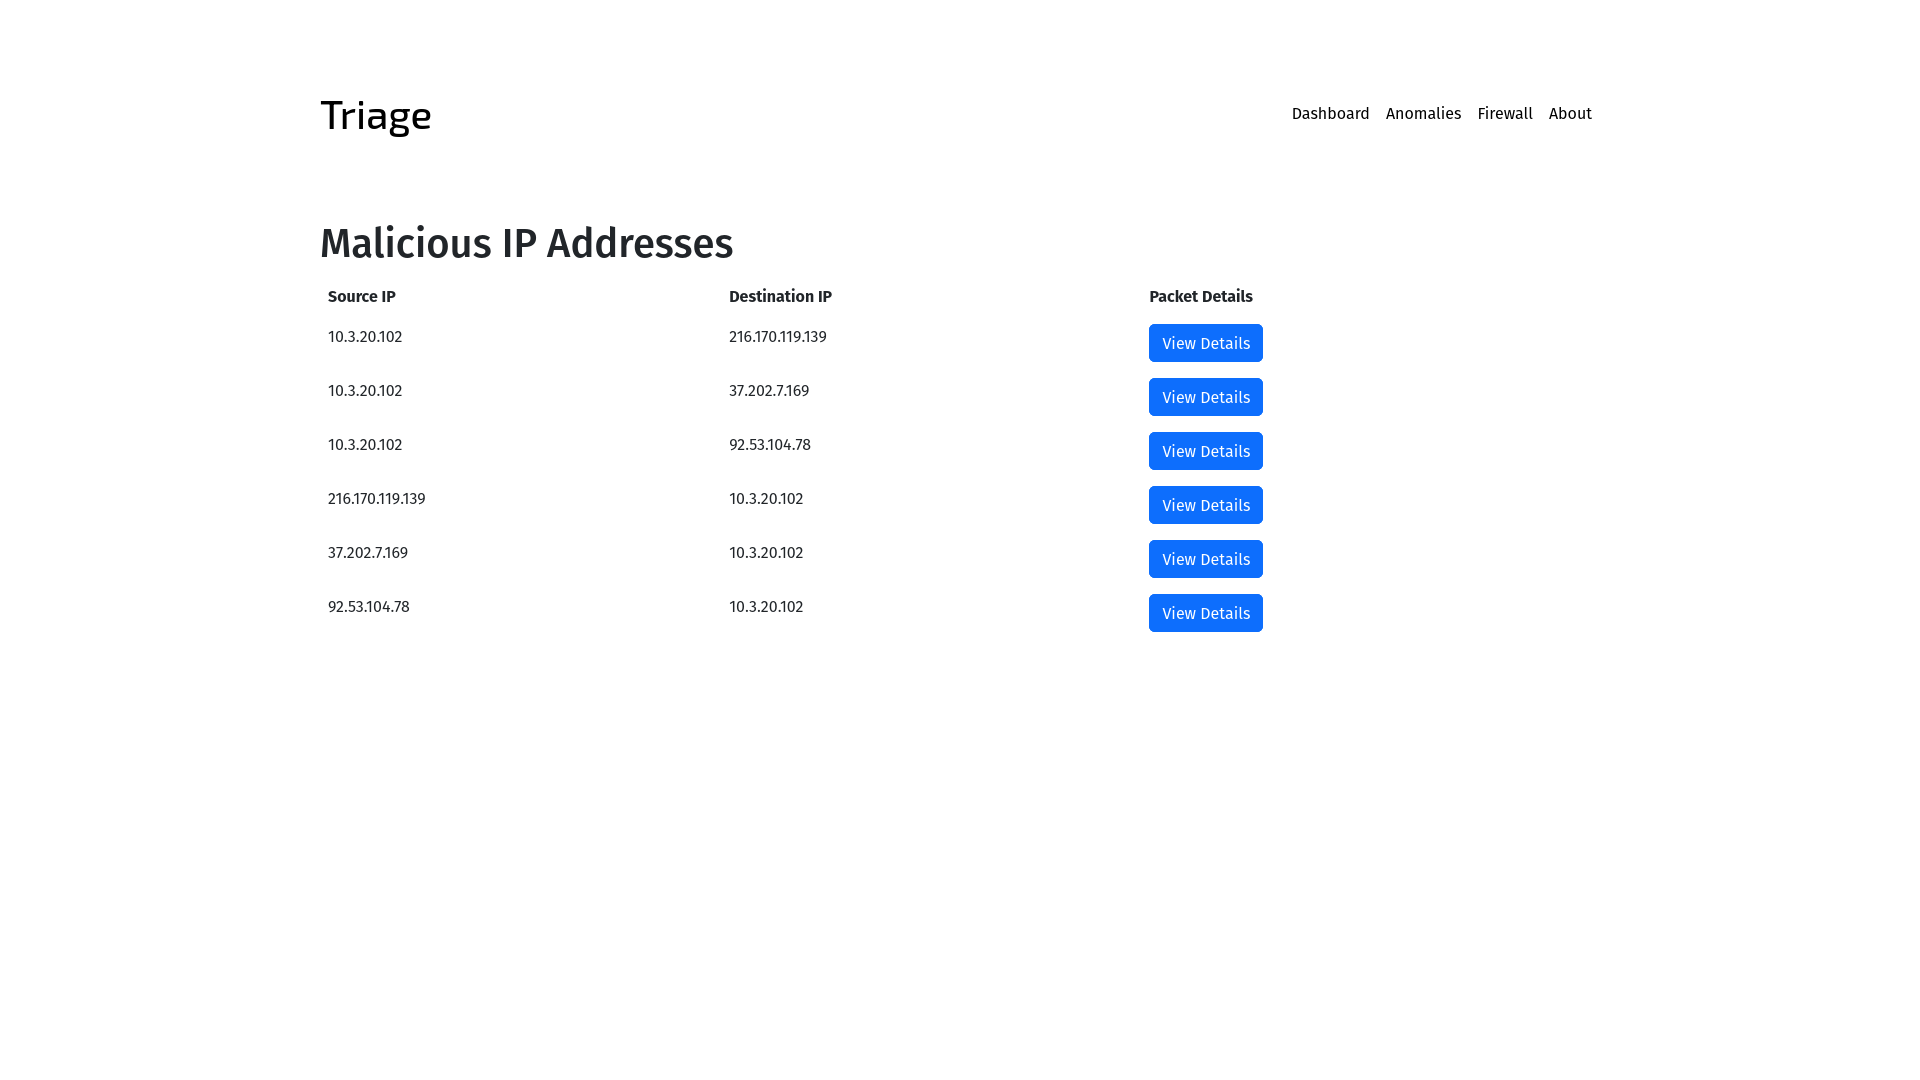 Triage
Dashboard Anomalies Firewall About
Malicious IP Addresses
Source IP Destination IP Packet Details
10.3.20.102 216.170.119.139 View Details
10.3.20.102 37.202.7.169 View Details
10.3.20.102 92.53.104.78 View Details
216.170.119.139 10.3.20.102 View Details
37.202.7.169 10.3.20.102 View Details
92.53.104.78 10.3.20.102 View Details